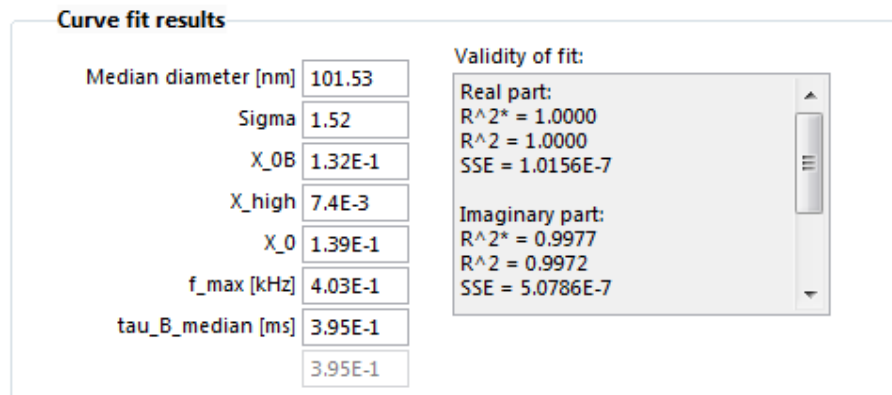 Curve fit results
Median diameter [nm] 101.53
Sigma 1.52
X_0B 1.32E-1
X_high 7.4E-3
X_0 1.39E-1
f_max [kHz] 4.03E-1
tau_B_median [ms] 3.95E-1
3.95E-1
Validity of fit:
Real part:
R^2* = 1.0000
R^2 = 1.0000
SSE = 1.0156E-7
Imaginary part:
R^2* = 0.9977
R^2 = 0.9972
SSE = 5.0786E-7